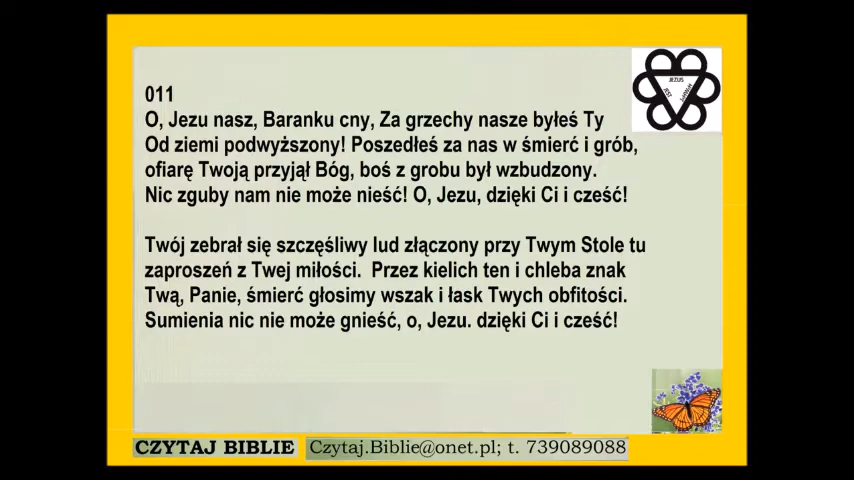 011
O, Jezu nasz, Baranku cny, Za grzechy nasze byłeś Ty
Od ziemi podwyższony! Poszedłeś za nas w śmierć i grób,
ofiarę Twoją przyjął Bóg, boś z grobu był wzbudzony.
Nic zguby nam nie może nieść! O, Jezu, dzięki Ci i cześć!
Twój zebrał się szczęśliwy lud złączony przy Twym Stole tu
zaproszeń z Twej miłości. Przez kielich ten i chleba znak
Twą, Panie, śmierć głosimy wszak i łask Twych obfitości.
Sumienia nic nie może gnieść, o, Jezu. dzięki Ci i cześć!
JEZUS
JEST
PANEM
CZYTAJ BIBLIE
Czytaj.Biblie@onet.pl; t. 739089088